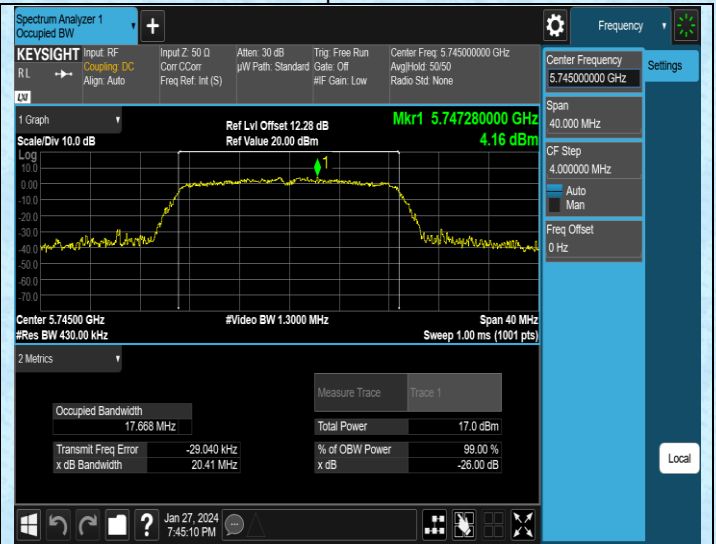 Spectrum Analyzer 1
Occupied BW
Frequency
KEYSIGHT
RL
LXI
Input: RF
Coupling: DC
Align: Auto
Input Z: 50 Ω
Corr CCorr
Freq Ref: Int (S)
Atten: 30 dB
µW Path: Standard
Trig: Free Run
Gate: Off
#IF Gain: Low
Center Freq: 5.745000000 GHz
Avg|Hold: 50/50
Radio Std: None
1 Graph
Scale/Div 10.0 dB
Ref Lvl Offset 12.28 dB
Ref Value 20.00 dBm
Mkr1 5.747280000 GHz
4.16 dBm
Log
10.0
0.00
-10.0
-20.0
-30.0
-40.0
-50.0
-60.0
-70.0
1
Center 5.74500 GHz
#Res BW 430.00 kHz
#Video BW 1.3000 MHz
Span 40 MHz
Sweep 1.00 ms (1001 pts)
2 Metrics
Measure Trace
Trace 1
Occupied Bandwidth
17.668 MHz
Total Power
17.0 dBm
Transmit Freq Error
-29.040 kHz
% of OBW Power
99.00 %
x dB Bandwidth
20.41 MHz
x dB
-26.00 dB
Center Frequency
5.745000000 GHz
Settings
Span
40.000 MHz
CF Step
4.000000 MHz
Auto
Man
Freq Offset
0 Hz
Local
?
Jan 27, 2024
7:45:10 PM